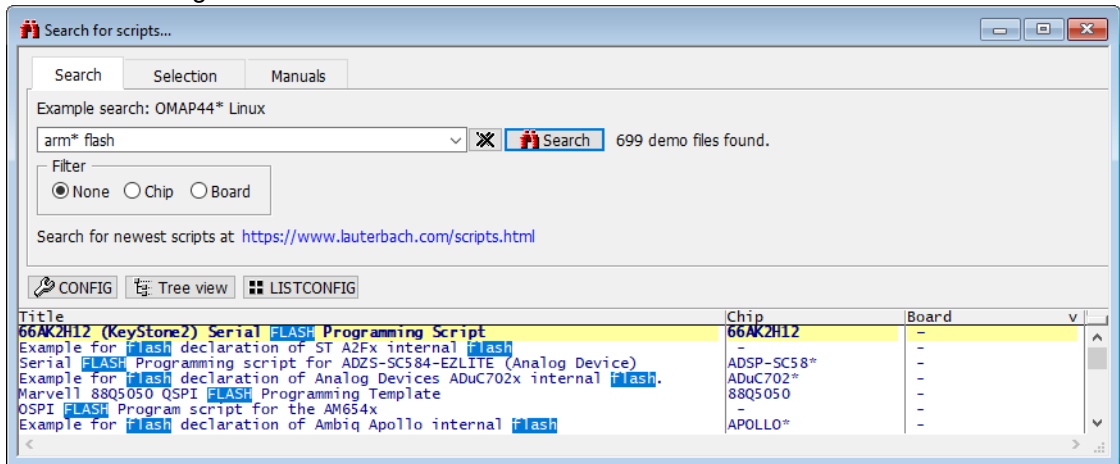 Search for scripts...
Search Selection Manuals
Example search: OMAP44* Linux
arm* flash Search 699 demo files found.
Filter
None Chip Board
Search for newest scripts at https://www.lauterbach.com/scripts.html
CONFIG Tree view LISTCONFIG
Title Chip Board v
66AK2H12 (KeyStone2) Serial FLASH Programming Script 66AK2H12 -
Example for flash declaration of ST A2Fx internal flash - -
Serial FLASH Programming script for ADZS-SC584-EZLITE (Analog Device) ADSP-SC58* -
Example for flash declaration of Analog Devices ADuC702x internal flash. ADuC702* -
Marvell 88Q5050 QSPI FLASH Programming Template 88Q5050 -
OSPI FLASH Program script for the AM654x - -
Example for flash declaration of Ambiq Apollo internal flash APOLLO* -